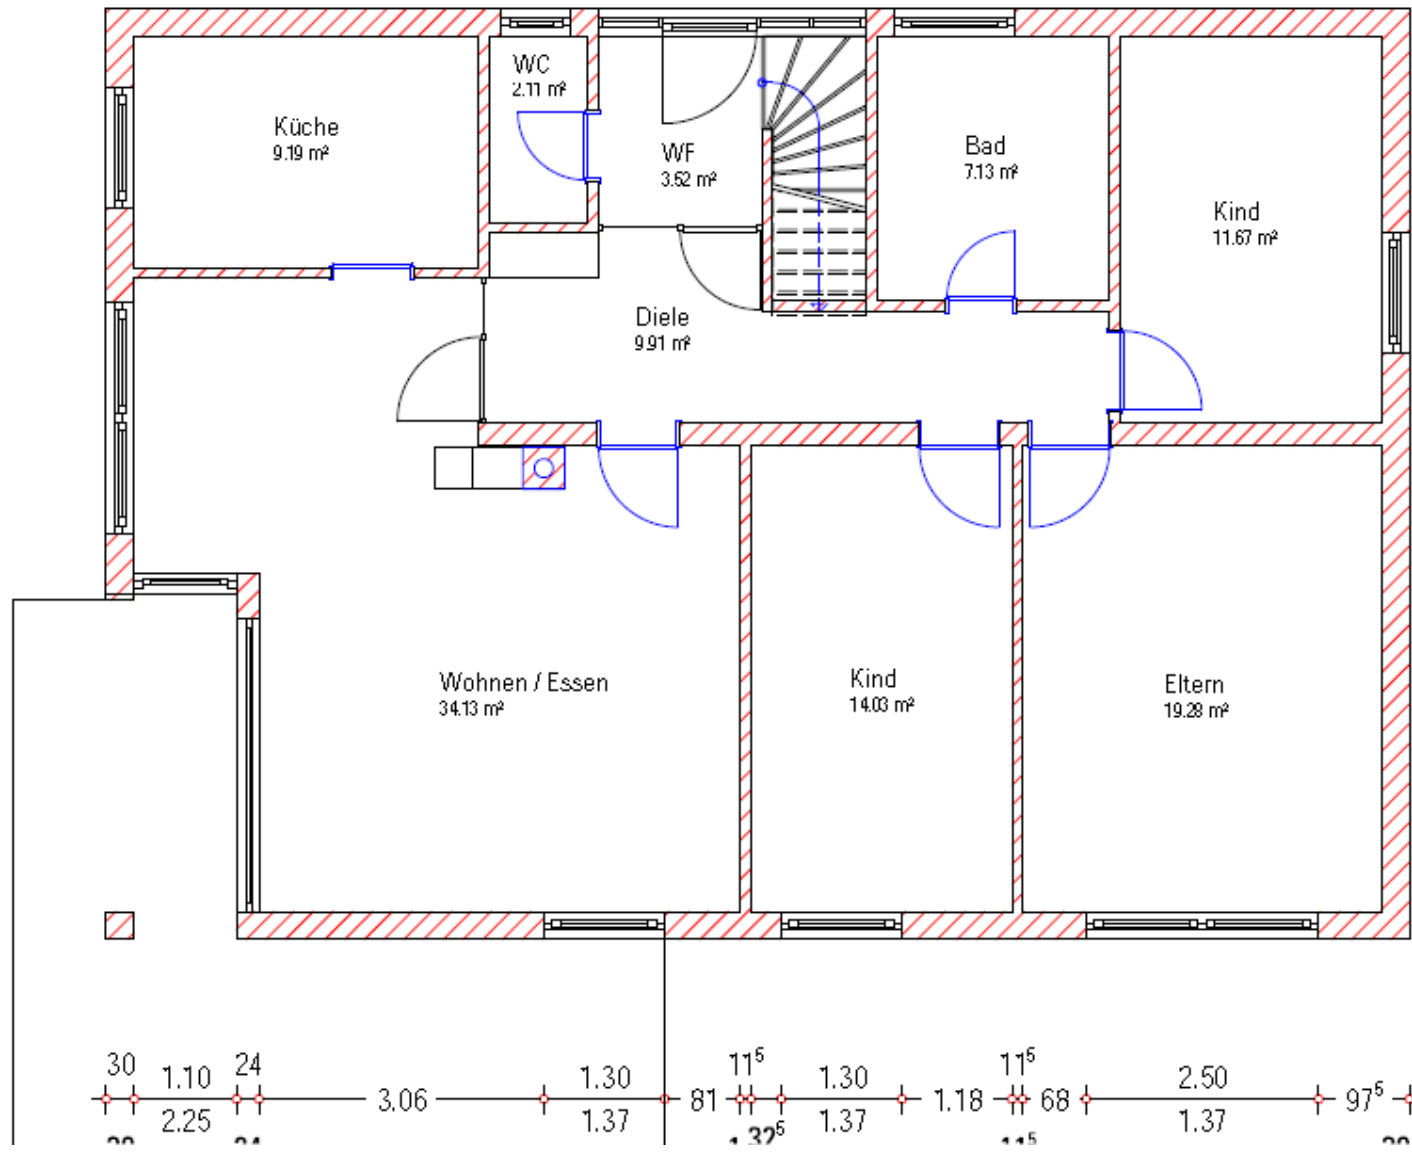 WC
2.11 m²
Küche
9.19 m²
WF
3.52 m²
Bad
7.13 m²
Kind
11.67 m²
Diele
9.91 m²
Wohnen / Essen
34.13 m²
Kind
14.03 m²
Eltern
19.28 m²
30 1.10 24 3.06 1.30 81 11⁵ 1.30 1.18 11⁵ 68 2.50 97⁵
2.25 1.37 1.37 1.37